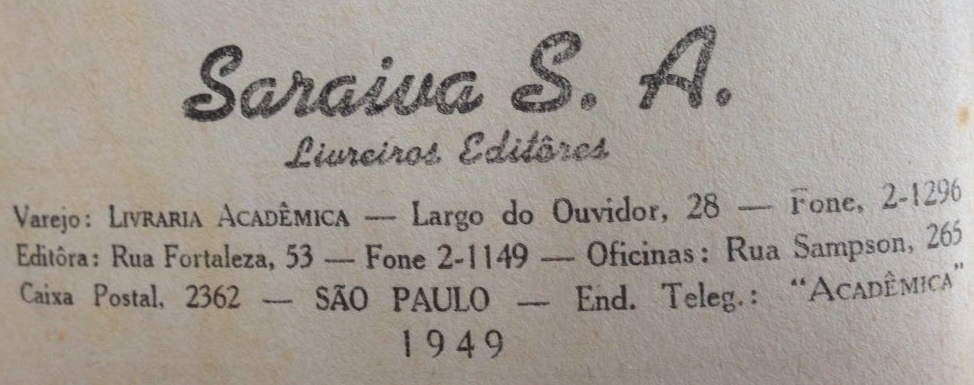 Saraiva S. A.
Livreiros Editôres
Varejo: LIVRARIA ACADÊMICA — Largo do Ouvidor, 28 — Fone, 2-1296
Editôra: Rua Fortaleza, 53 — Fone 2-1149 — Oficinas: Rua Sampson, 265
Caixa Postal, 2362 — SÃO PAULO — End. Teleg.: "ACADÊMICA"
1949